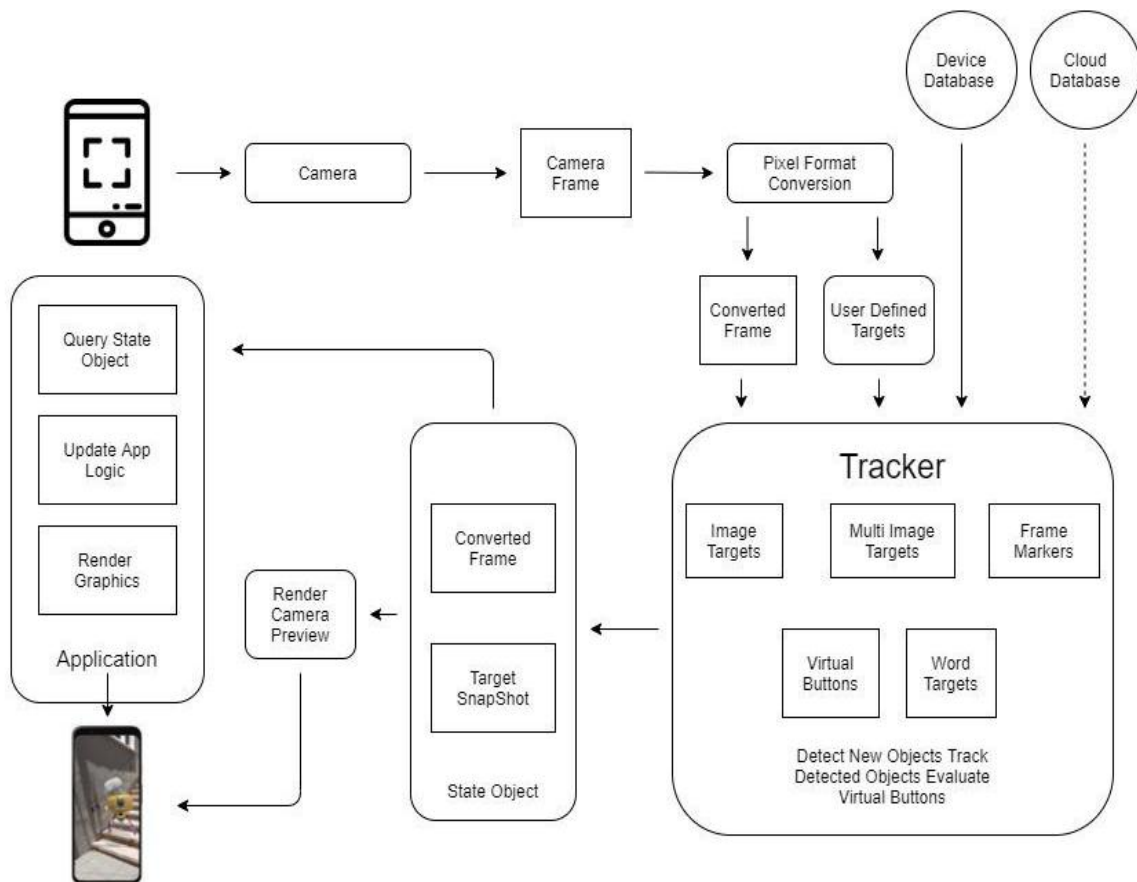 Device
Database
Cloud
Database
Camera
Camera
Frame
Pixel Format
Conversion
Converted
Frame
User Defined
Targets
Query State
Object
Update App
Logic
Render
Graphics
Application
Render
Camera
Preview
Converted
Frame
Target
SnapShot
State Object
Tracker
Image
Targets
Multi Image
Targets
Frame
Markers
Virtual
Buttons
Word
Targets
Detect New Objects Track
Detected Objects Evaluate
Virtual Buttons